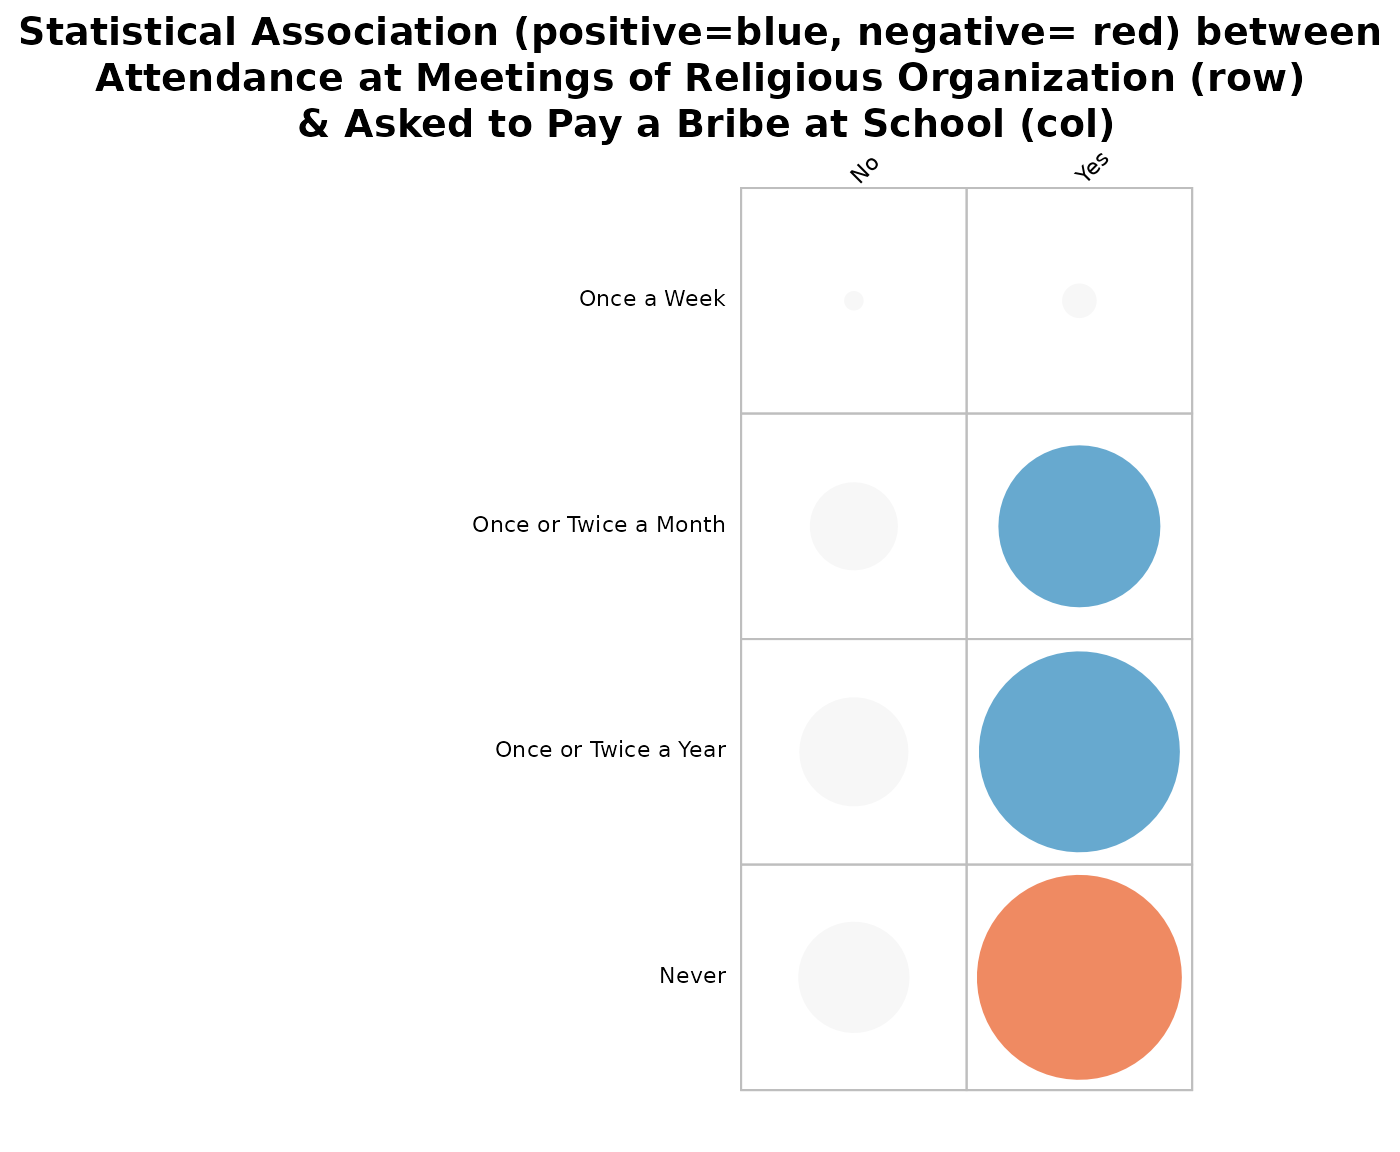 Statistical Association (positive=blue, negative= red) between
Attendance at Meetings of Religious Organization (row)
& Asked to Pay a Bribe at School (col)
No
Yes
Once a Week
Once or Twice a Month
Once or Twice a Year
Never